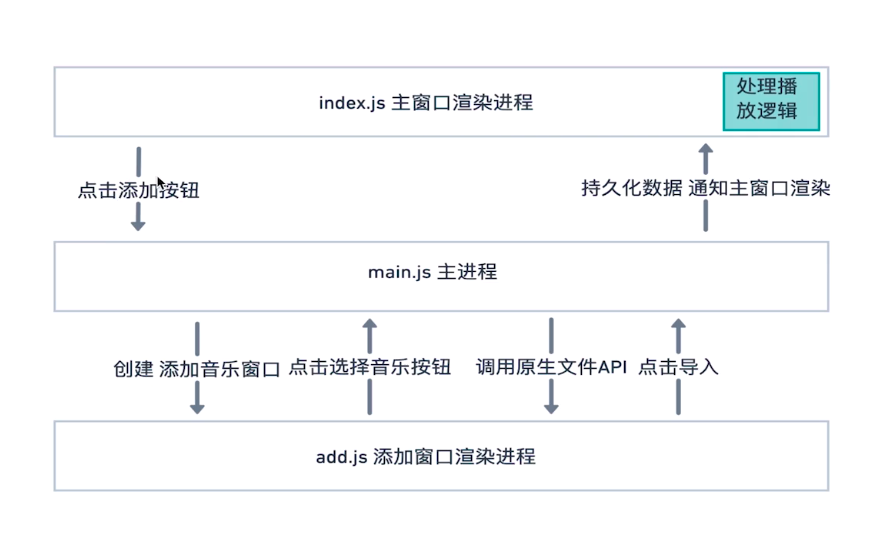 index.js 主窗口渲染进程
处理播
放逻辑
点击添加按钮
持久化数据 通知主窗口渲染
main.js 主进程
创建 添加音乐窗口
点击选择音乐按钮
调用原生文件API
点击导入
add.js 添加窗口渲染进程